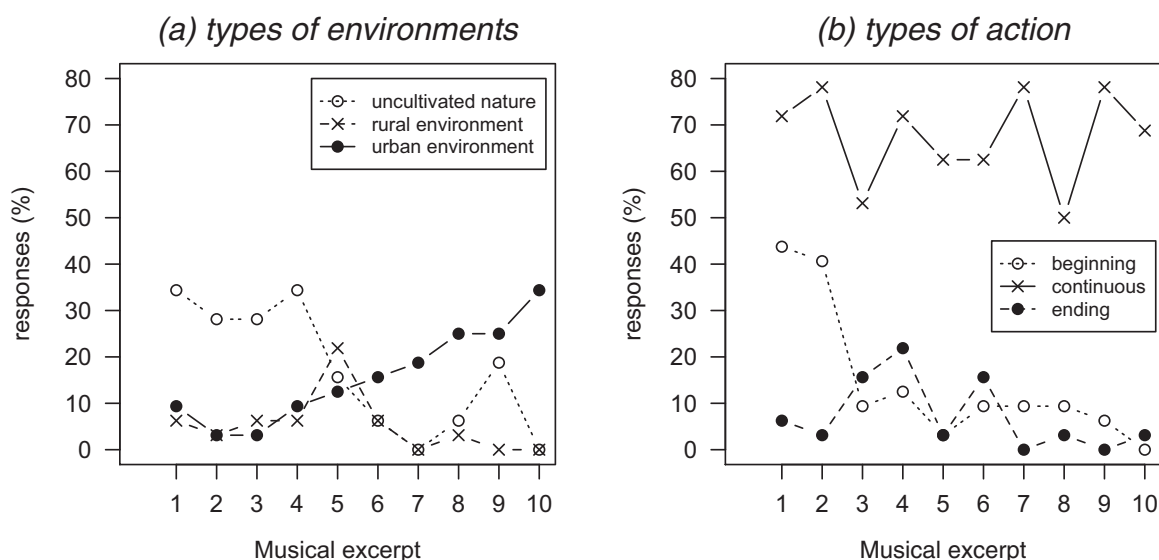 (a) types of environments
80
70
60
50
40
30
20
10
0
responses (%)
uncultivated nature
rural environment
urban environment
1 2 3 4 5 6 7 8 9 10
Musical excerpt
(b) types of action
80
70
60
50
40
30
20
10
0
responses (%)
beginning
continuous
ending
1 2 3 4 5 6 7 8 9 10
Musical excerpt